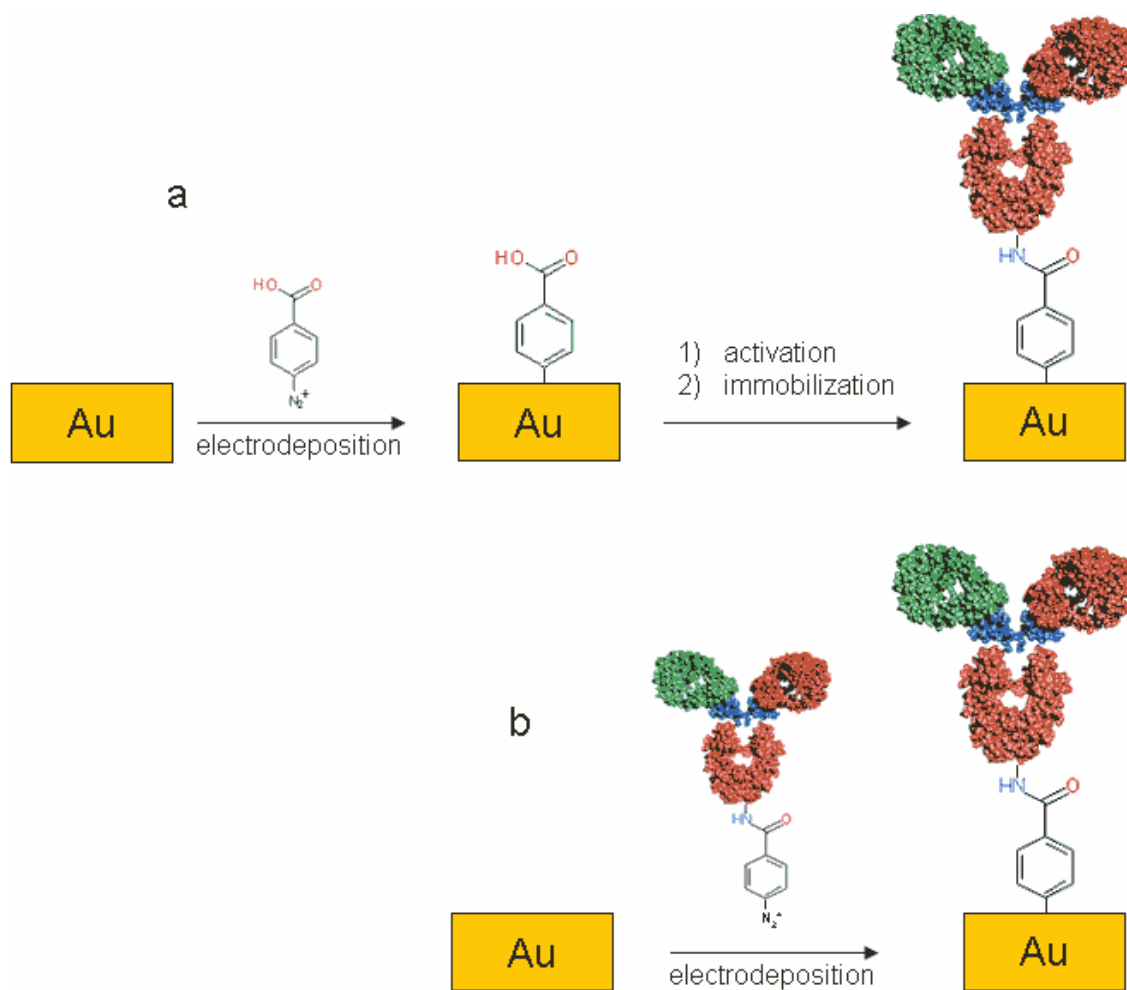 a
HO
O
N2+
Au
electrodeposition
HO
O
Au
1) activation
2) immobilization
HN
O
Au
b
Au
HN
O
N2+
electrodeposition
HN
O
Au